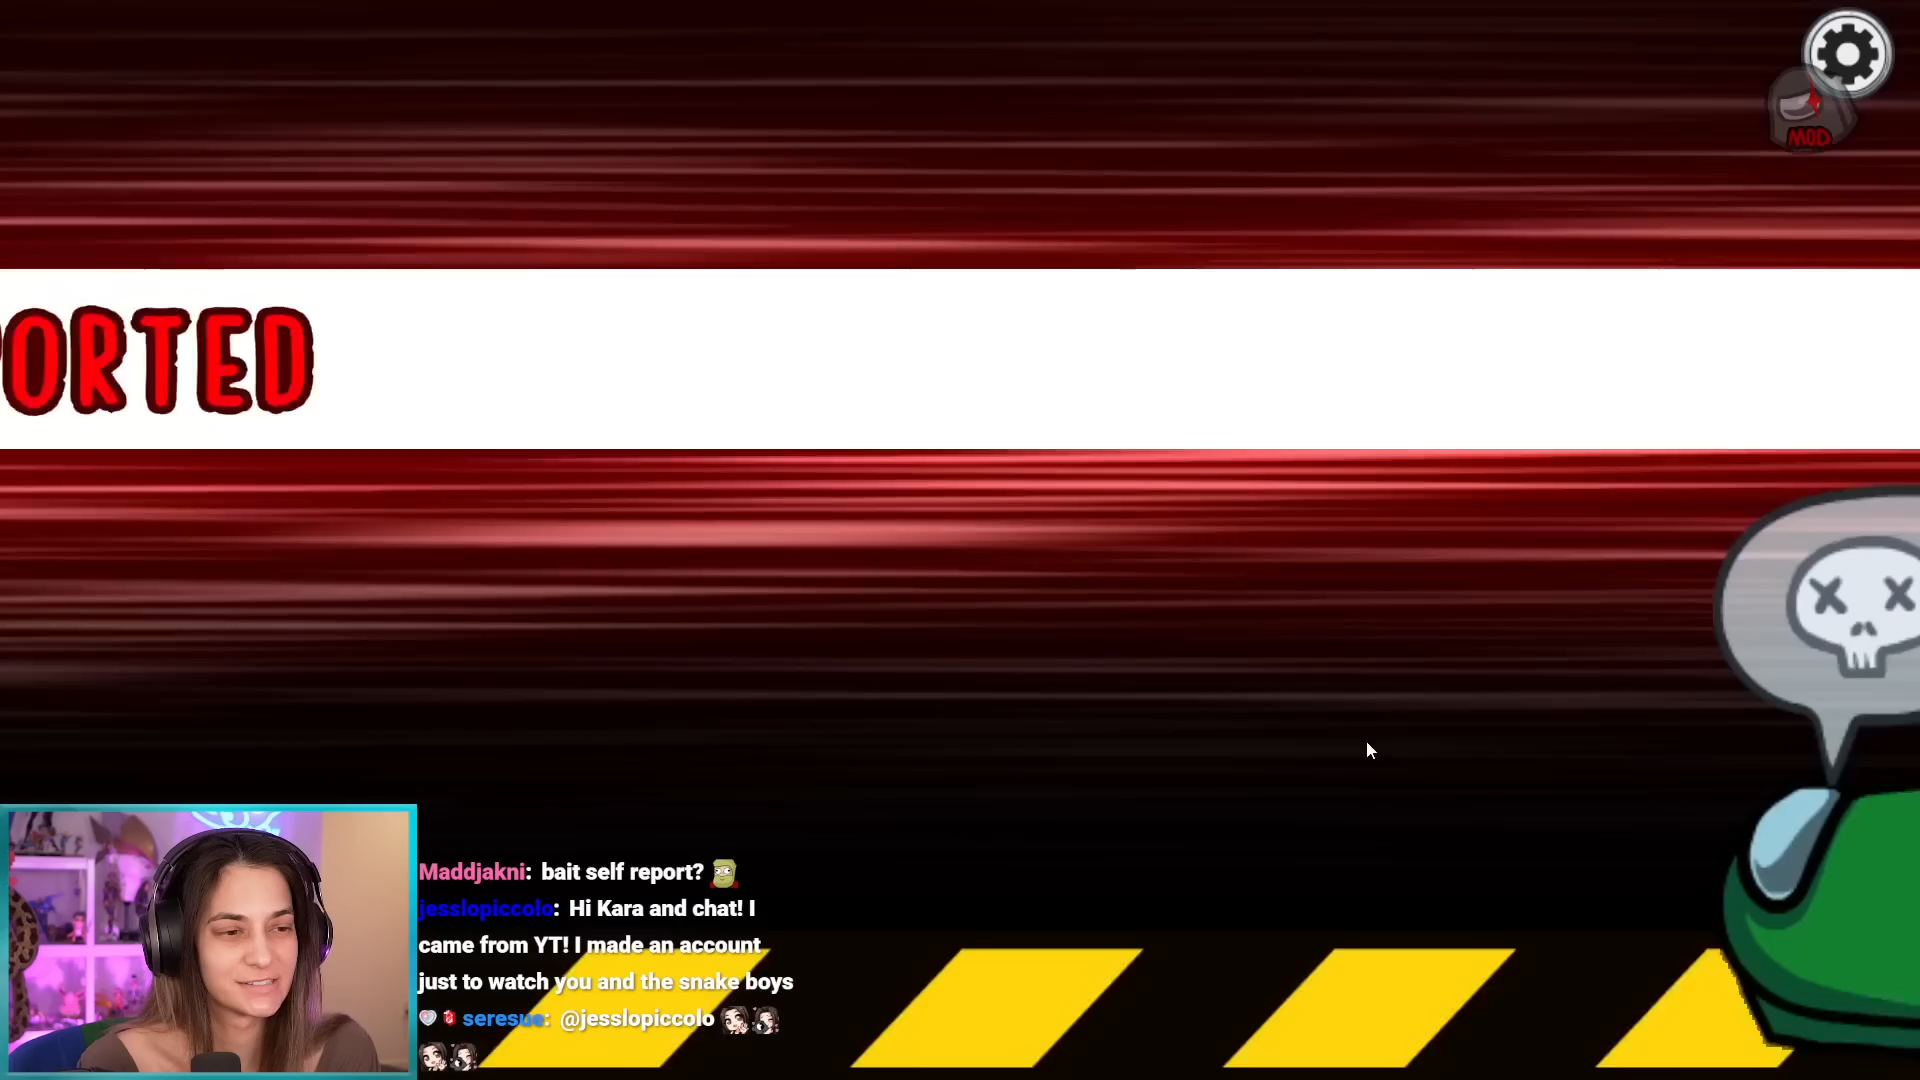 MOD
PORTED
Maddjakni: bait self report?
jesslopiccolo: Hi Kara and chat! I
came from YT! I made an account
just to watch you and the snake boys
seresue: @jesslopiccolo